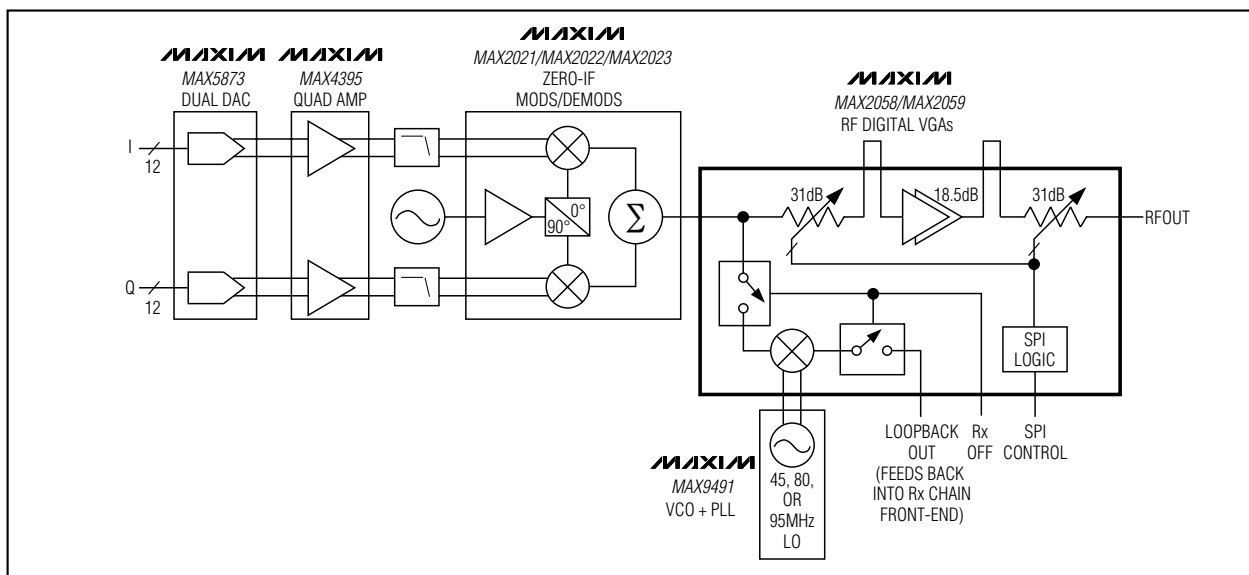 MAXIM
MAX5873
DUAL DAC
MAXIM
MAX4395
QUAD AMP
MAXIM
MAX2021/MAX2022/MAX2023
ZERO-IF
MODS/DEMODS
MAXIM
MAX2058/MAX2059
RF DIGITAL VGAs
I
12
Q
12
0°
90°
Σ
31dB
18.5dB
31dB
RFOUT
SPI
LOGIC
LOOPBACK
OUT
(FEEDS BACK
INTO Rx CHAIN
FRONT-END)
Rx
OFF
SPI
CONTROL
MAXIM
MAX9491
VCO + PLL
45, 80,
OR
95MHz
LO